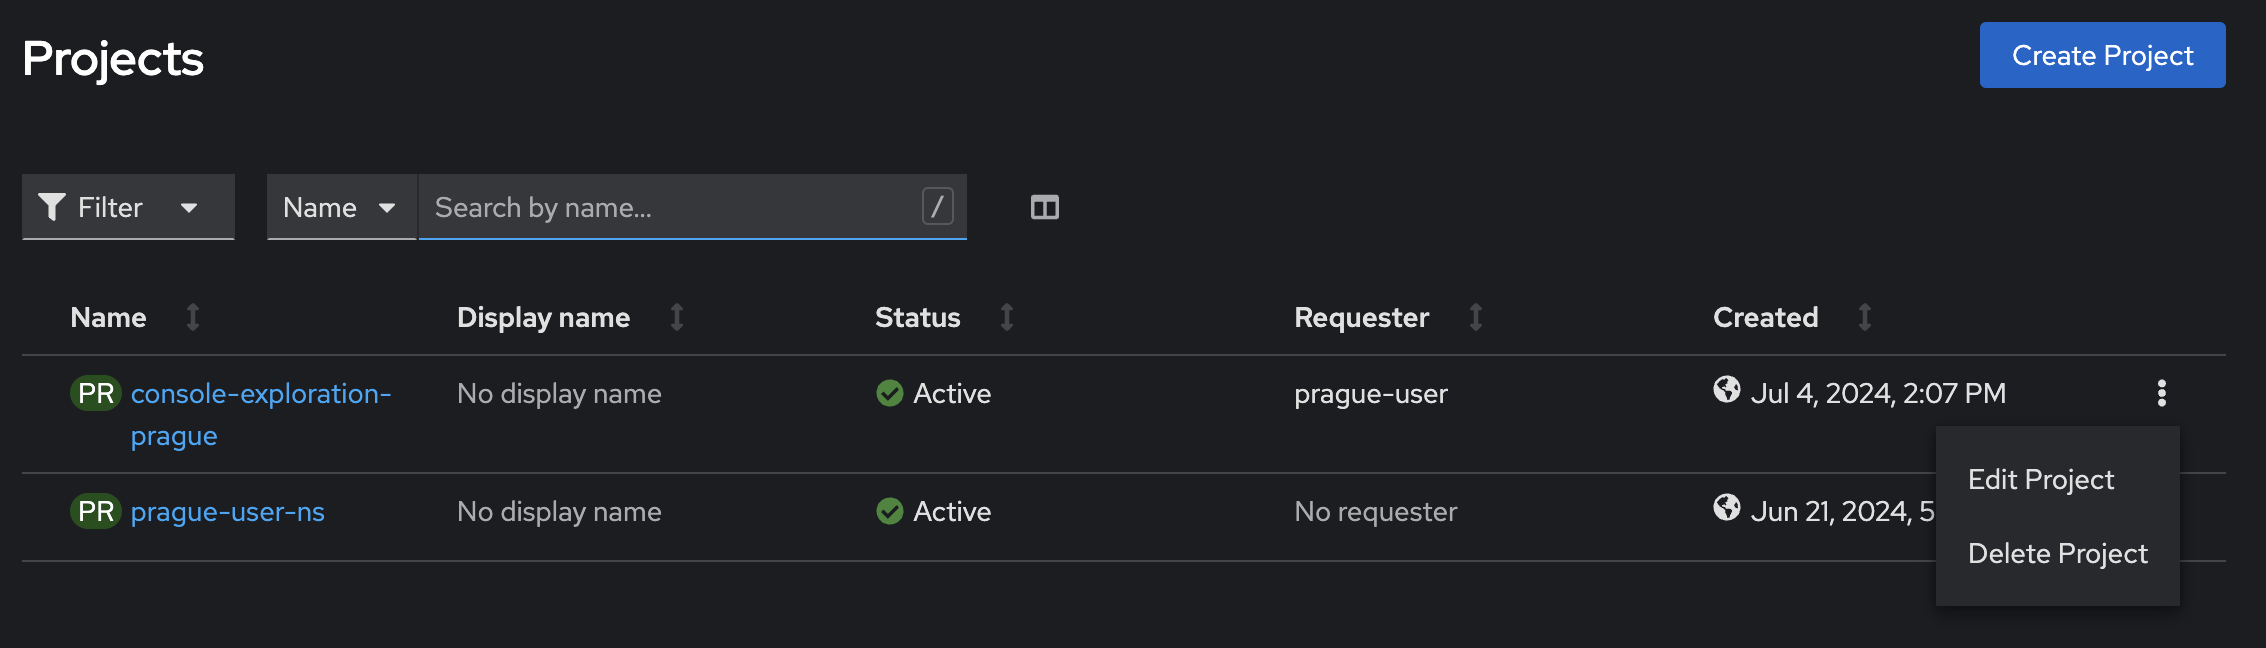 Projects
Create Project
Filter
Name
Search by name...
/
Name
Display name
Status
Requester
Created
PR console-exploration-
prague
No display name
Active
prague-user
Jul 4, 2024, 2:07 PM
Edit Project
PR prague-user-ns
No display name
Active
No requester
Jun 21, 2024, 5
Delete Project